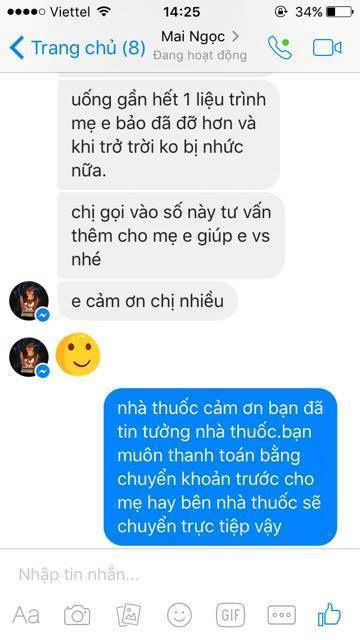 Viettel
14:25
34%
Trang chủ (8)
Mai Ngọc
Đang hoạt động
uống gần hết 1 liệu trình
mẹ e bảo đã đỡ hơn và
khi trở trời ko bị nhức
nữa.
chị gọi vào số này tư vấn
thêm cho mẹ e giúp e vs
nhé
e cảm ơn chị nhiều
nhà thuốc cảm ơn bạn đã
tin tưởng nhà thuốc.bạn
muôn thanh toán bằng
chuyển khoản trước cho
mẹ hay bên nhà thuốc sẽ
chuyển trực tiệp vậy
Nhập tin nhắn...
Aa
GIF